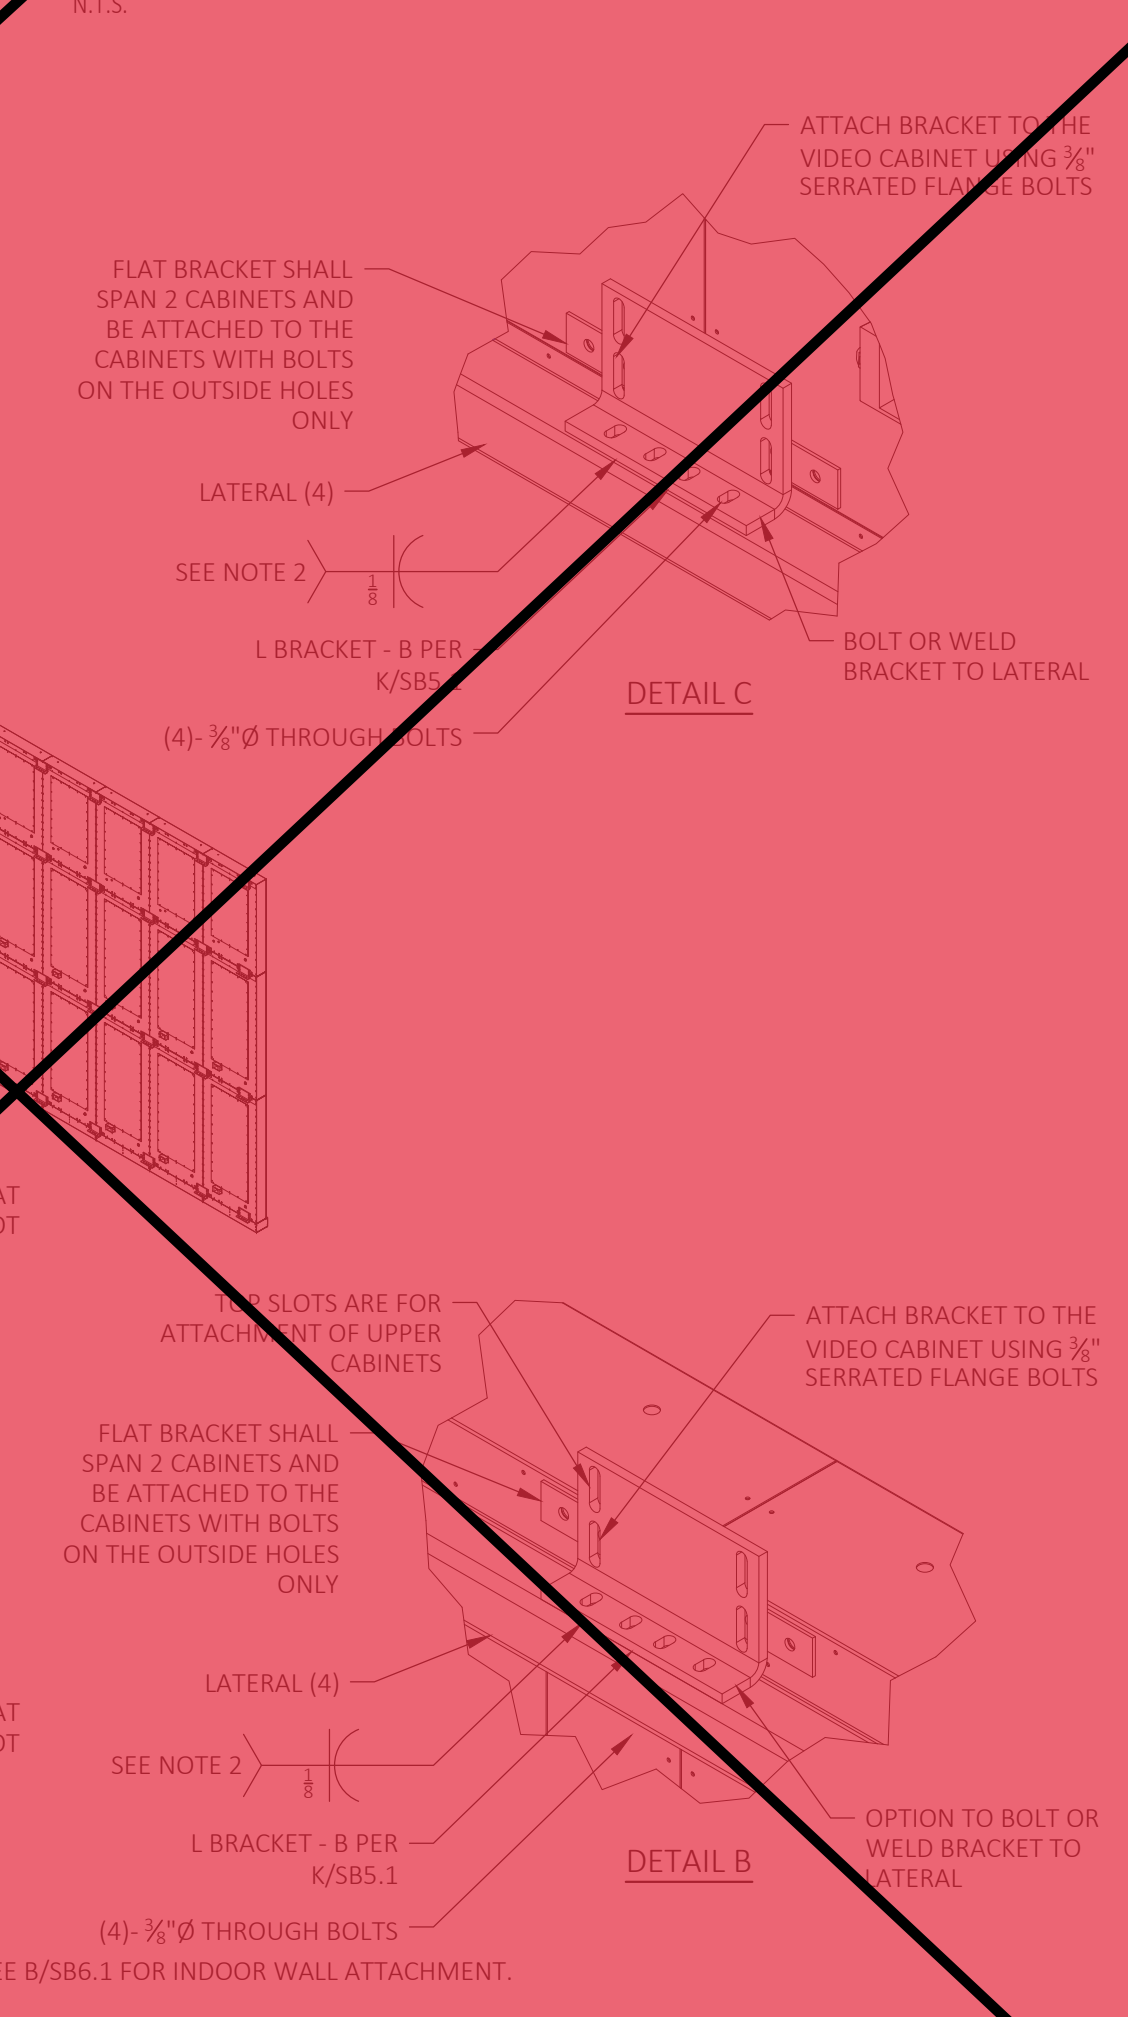 N.T.S.
ATTACH BRACKET TO THE
VIDEO CABINET USING 3/8"
SERRATED FLANGE BOLTS
FLAT BRACKET SHALL
SPAN 2 CABINETS AND
BE ATTACHED TO THE
CABINETS WITH BOLTS
ON THE OUTSIDE HOLES
ONLY
LATERAL (4)
SEE NOTE 2
1/8
L BRACKET - B PER
K/SB5.1
(4)- 3/8"Ø THROUGH BOLTS
BOLT OR WELD
BRACKET TO LATERAL
DETAIL C
AT
OT
TOP SLOTS ARE FOR
ATTACHMENT OF UPPER
CABINETS
ATTACH BRACKET TO THE
VIDEO CABINET USING 3/8"
SERRATED FLANGE BOLTS
FLAT BRACKET SHALL
SPAN 2 CABINETS AND
BE ATTACHED TO THE
CABINETS WITH BOLTS
ON THE OUTSIDE HOLES
ONLY
LATERAL (4)
AT
OT
SEE NOTE 2
1/8
L BRACKET - B PER
K/SB5.1
(4)- 3/8"Ø THROUGH BOLTS
OPTION TO BOLT OR
WELD BRACKET TO
LATERAL
DETAIL B
EE B/SB6.1 FOR INDOOR WALL ATTACHMENT.